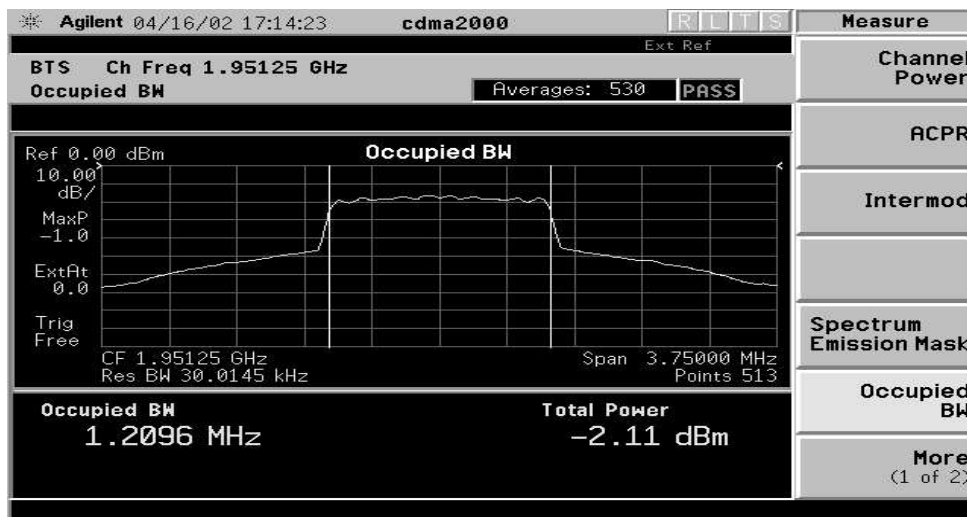 Agilent 04/16/02 17:14:23 cdma2000 R L T S
Measure
Ext Ref
BTS Ch Freq 1.95125 GHz
Occupied BW
Averages: 530 PASS
Channel
Power
ACPR
Intermod
Spectrum
Emission Mask
Occupied
BW
More
(1 of 2)
Ref 0.00 dBm
Occupied BW
10.00
dB/
MaxP
-1.0
ExtAt
0.0
Trig
Free
CF 1.95125 GHz
Span 3.75000 MHz
Res BW 30.0145 kHz
Points 513
Occupied BW
1.2096 MHz
Total Power
-2.11 dBm